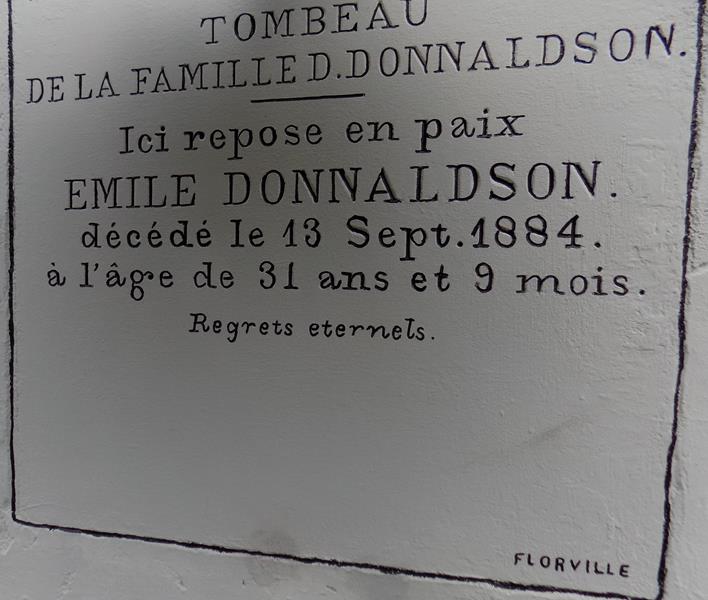 TOMBEAU
DE LA FAMILLE D. DONNALDSON.
Ici repose en paix
EMILE DONNALDSON.
décédé le 13 Sept. 1884.
à l'âge de 31 ans et 9 mois.
Regrets eternels.
FLORVILLE